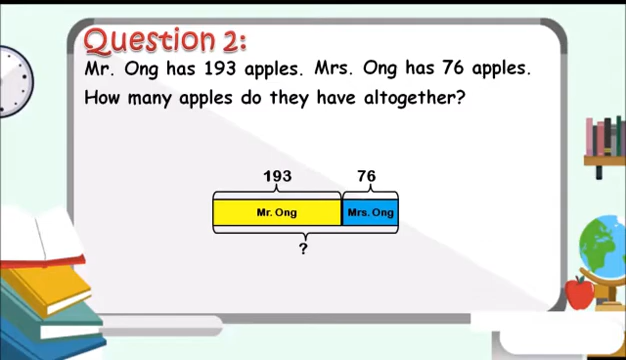 Question 2:
Mr. Ong has 193 apples. Mrs. Ong has 76 apples.
How many apples do they have altogether?
193 76
Mr. Ong Mrs. Ong
?